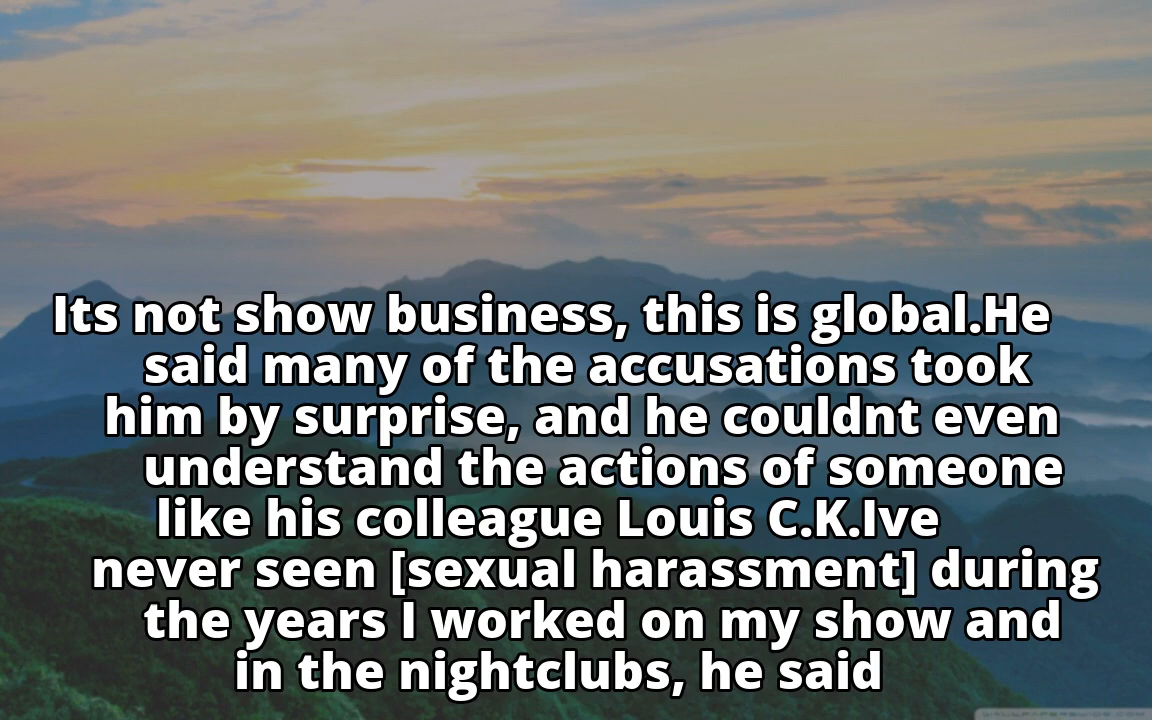 Its not show business, this is global.He
said many of the accusations took
him by surprise, and he couldnt even
understand the actions of someone
like his colleague Louis C.K.Ive
never seen [sexual harassment] during
the years I worked on my show and
in the nightclubs, he said